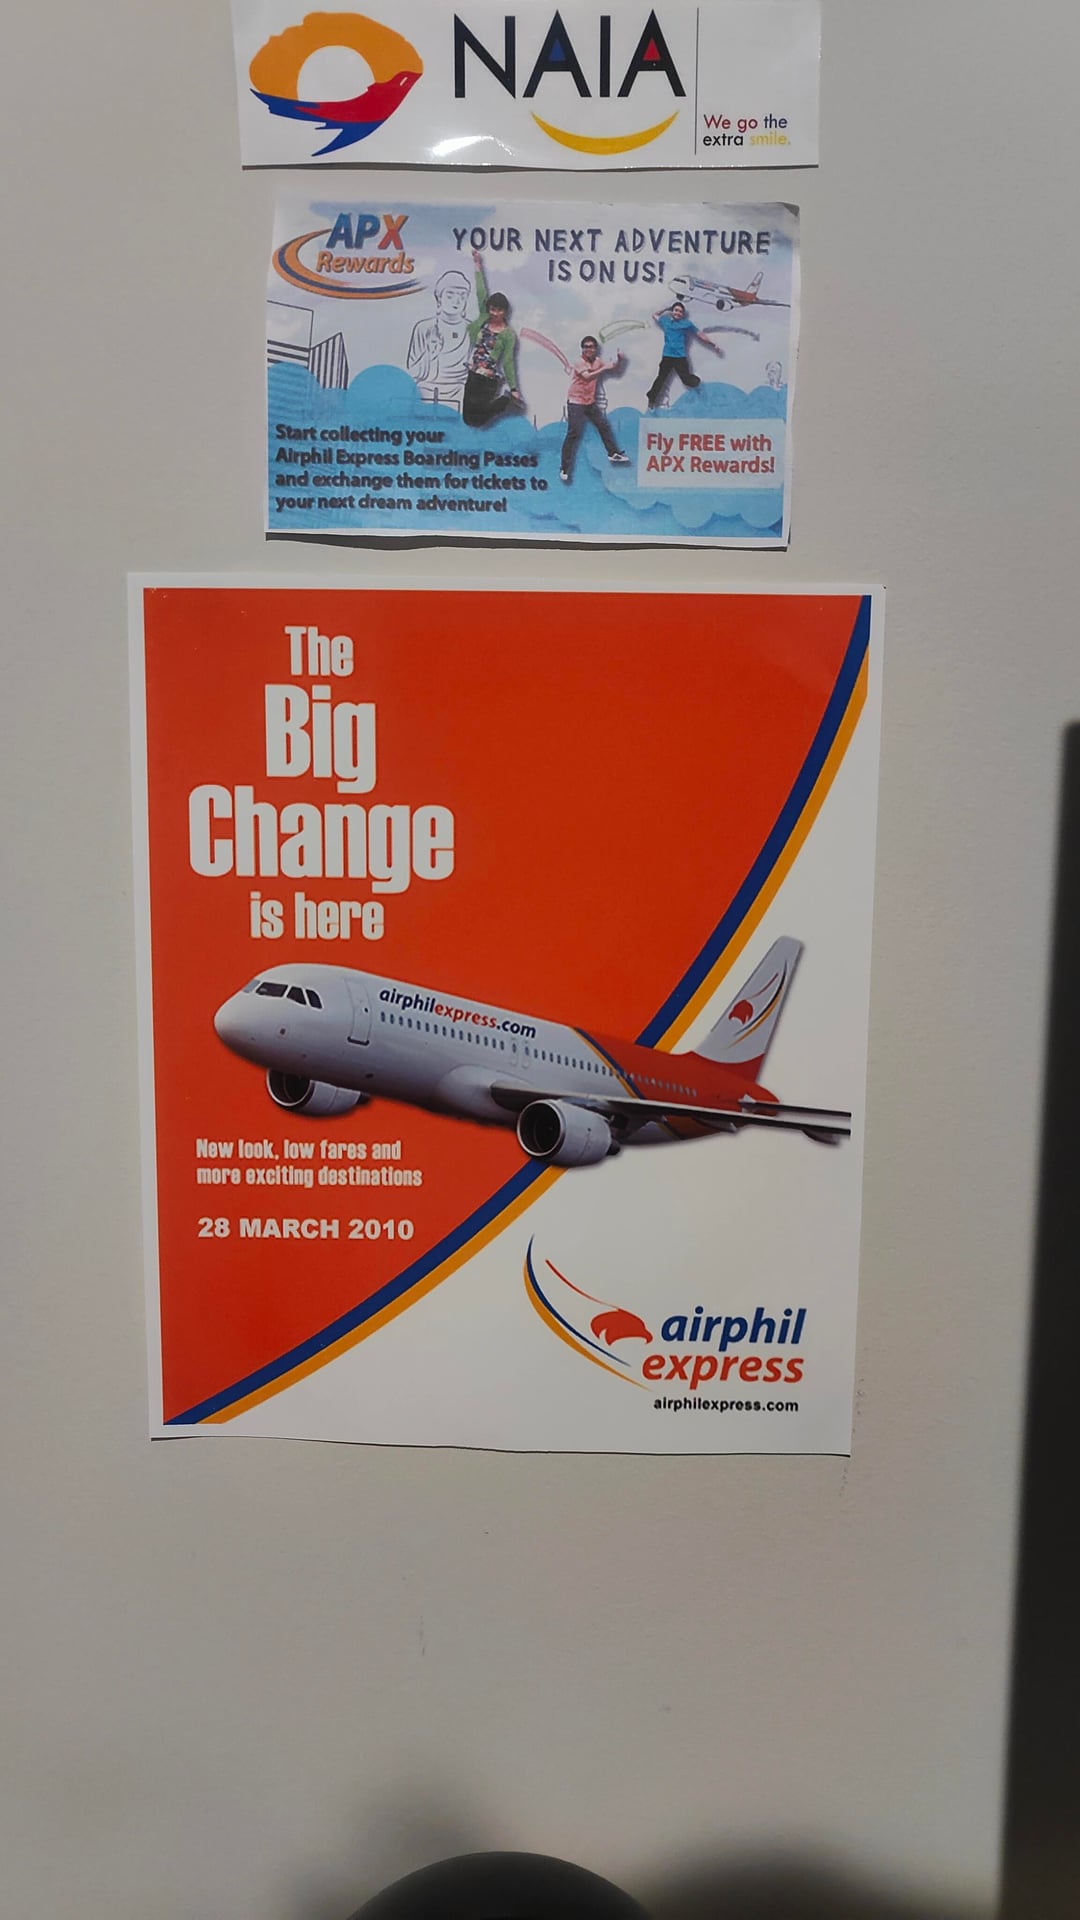 NAIA
We go the
extra smile.
APX
Rewards
YOUR NEXT ADVENTURE
IS ON US!
Start collecting your
Airphil Express Boarding Passes
and exchange them for tickets to
your next dream adventure!
Fly FREE with
APX Rewards!
The
Big
Change
is here
airphilexpress.com
New look, low fares and
more exciting destinations
28 MARCH 2010
airphil
express
airphilexpress.com